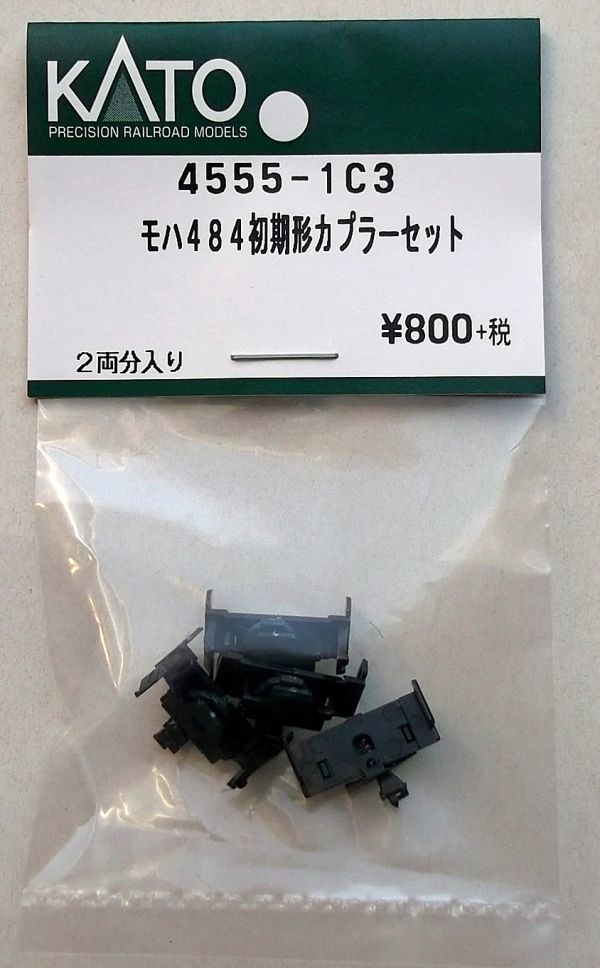 KATO
PRECISION RAILROAD MODELS
4555-1C3
モハ484初期形カプラーセット
¥800+税
2両分入り